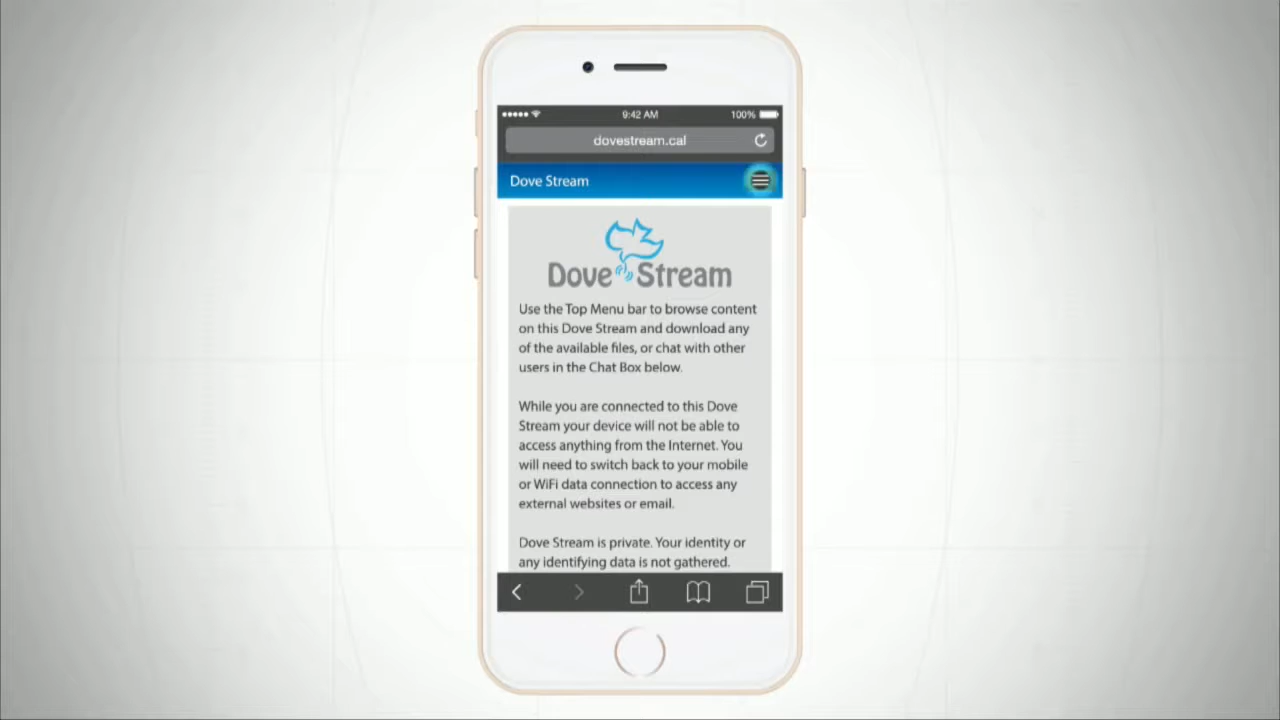 9:42 AM 100%
dovestream.cal
Dove Stream
Dove Stream
Use the Top Menu bar to browse content
on this Dove Stream and download any
of the available files, or chat with other
users in the Chat Box below.
While you are connected to this Dove
Stream your device will not be able to
access anything from the Internet. You
will need to switch back to your mobile
or WiFi data connection to access any
external websites or email.
Dove Stream is private. Your identity or
any identifying data is not gathered.